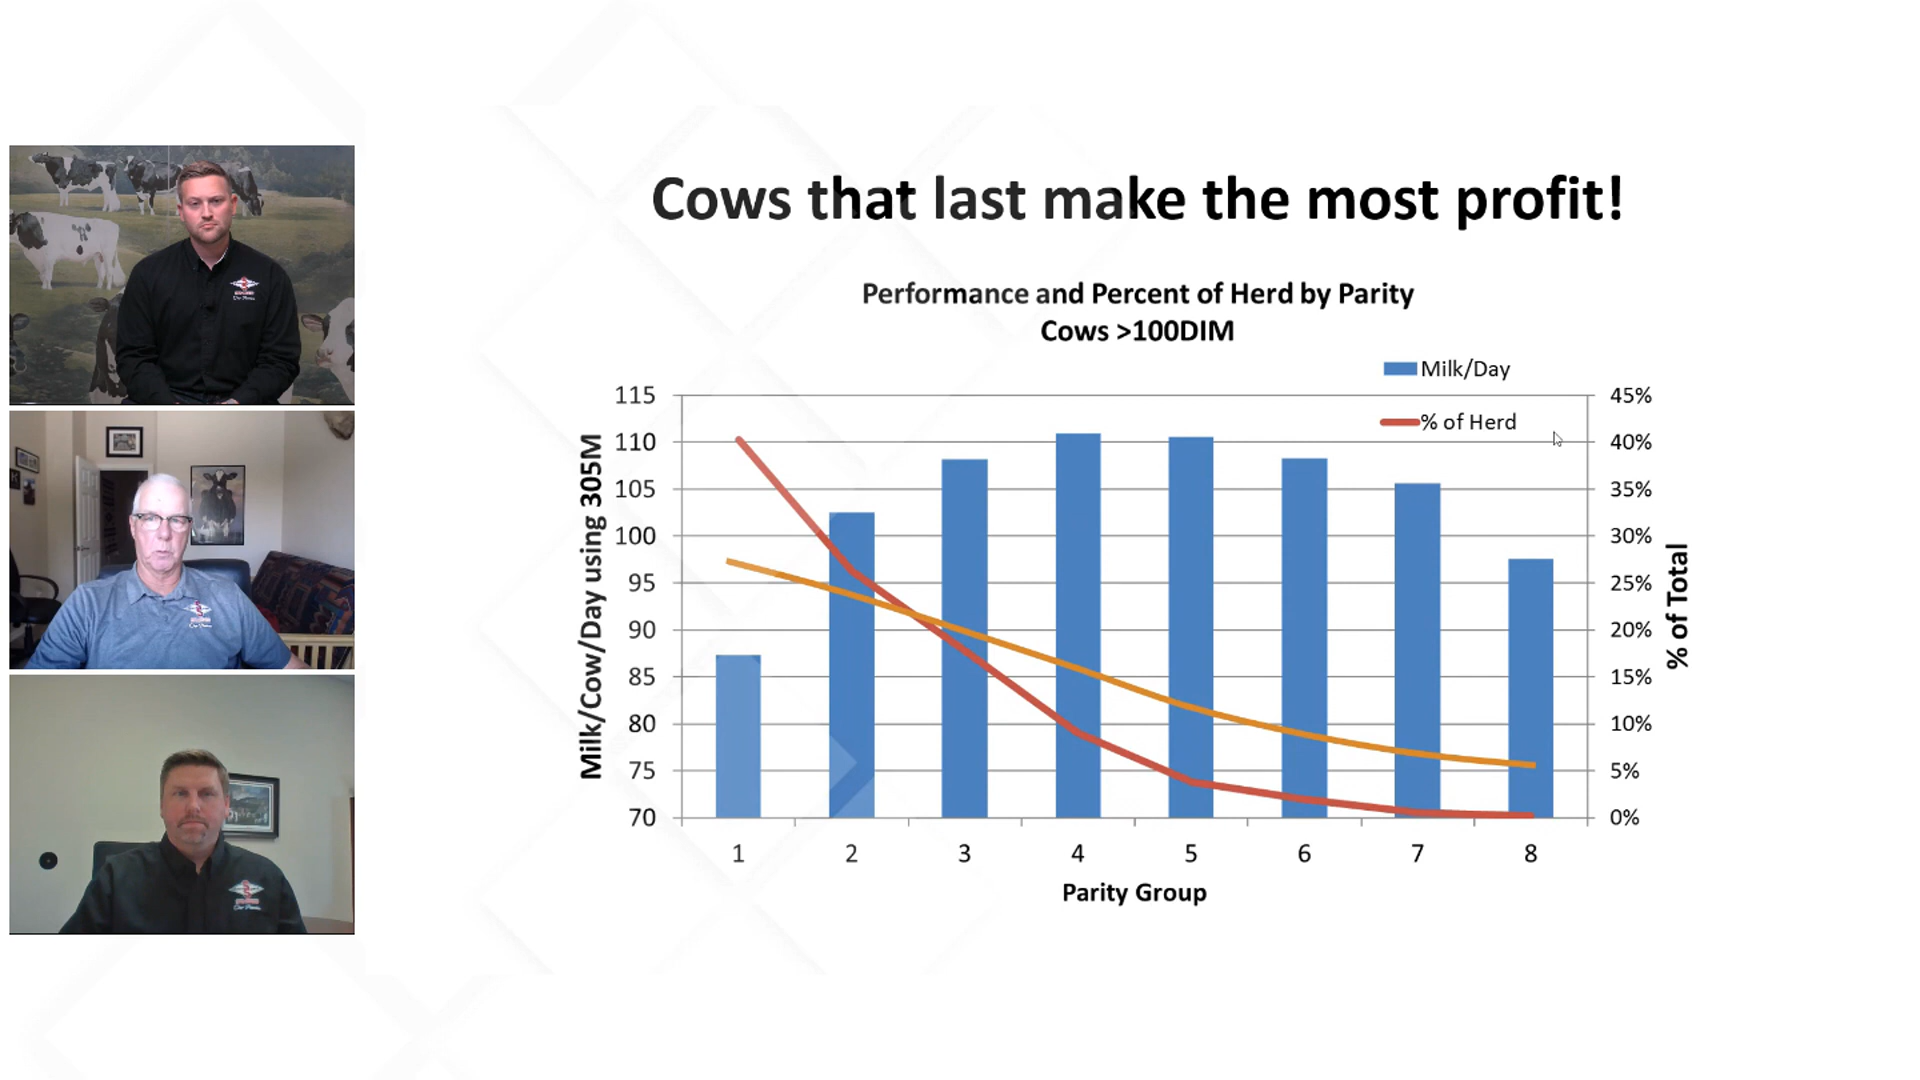 Cows that last make the most profit!
Performance and Percent of Herd by Parity
Cows >100DIM
Milk/Day
% of Herd
115
110
105
100
95
90
85
80
75
70
Milk/Cow/Day using 305M
45%
40%
35%
30%
25%
20%
15%
10%
5%
0%
% of Total
1 2 3 4 5 6 7 8
Parity Group